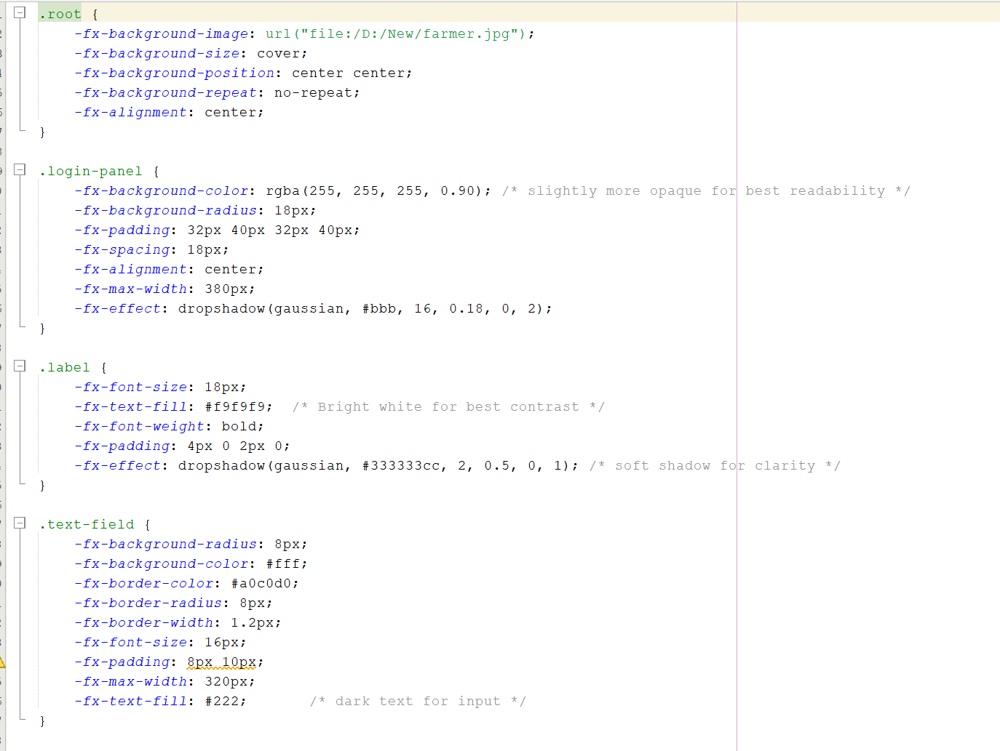 .root {
    -fx-background-image: url("file:/D:/New/farmer.jpg");
    -fx-background-size: cover;
    -fx-background-position: center center;
    -fx-background-repeat: no-repeat;
    -fx-alignment: center;
}

.login-panel {
    -fx-background-color: rgba(255, 255, 255, 0.90); /* slightly more opaque for best readability */
    -fx-background-radius: 18px;
    -fx-padding: 32px 40px 32px 40px;
    -fx-spacing: 18px;
    -fx-alignment: center;
    -fx-max-width: 380px;
    -fx-effect: dropshadow(gaussian, #bbb, 16, 0.18, 0, 2);
}

.label {
    -fx-font-size: 18px;
    -fx-text-fill: #f9f9f9;  /* Bright white for best contrast */
    -fx-font-weight: bold;
    -fx-padding: 4px 0 2px 0;
    -fx-effect: dropshadow(gaussian, #333333cc, 2, 0.5, 0, 1); /* soft shadow for clarity */
}

.text-field {
    -fx-background-radius: 8px;
    -fx-background-color: #fff;
    -fx-border-color: #a0c0d0;
    -fx-border-radius: 8px;
    -fx-border-width: 1.2px;
    -fx-font-size: 16px;
    -fx-padding: 8px 10px;
    -fx-max-width: 320px;
    -fx-text-fill: #222;       /* dark text for input */
}